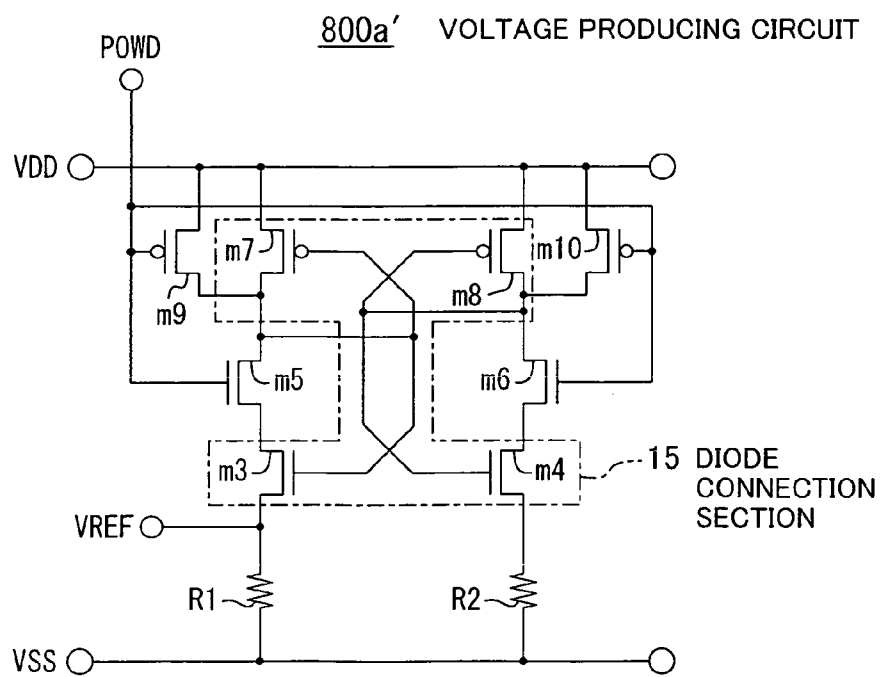 800a′ VOLTAGE PRODUCING CIRCUIT
POWD
VDD
m7
m10
m9
m8
m5
m6
m3
m4
15 DIODE
CONNECTION
SECTION
VREF
R1
R2
VSS